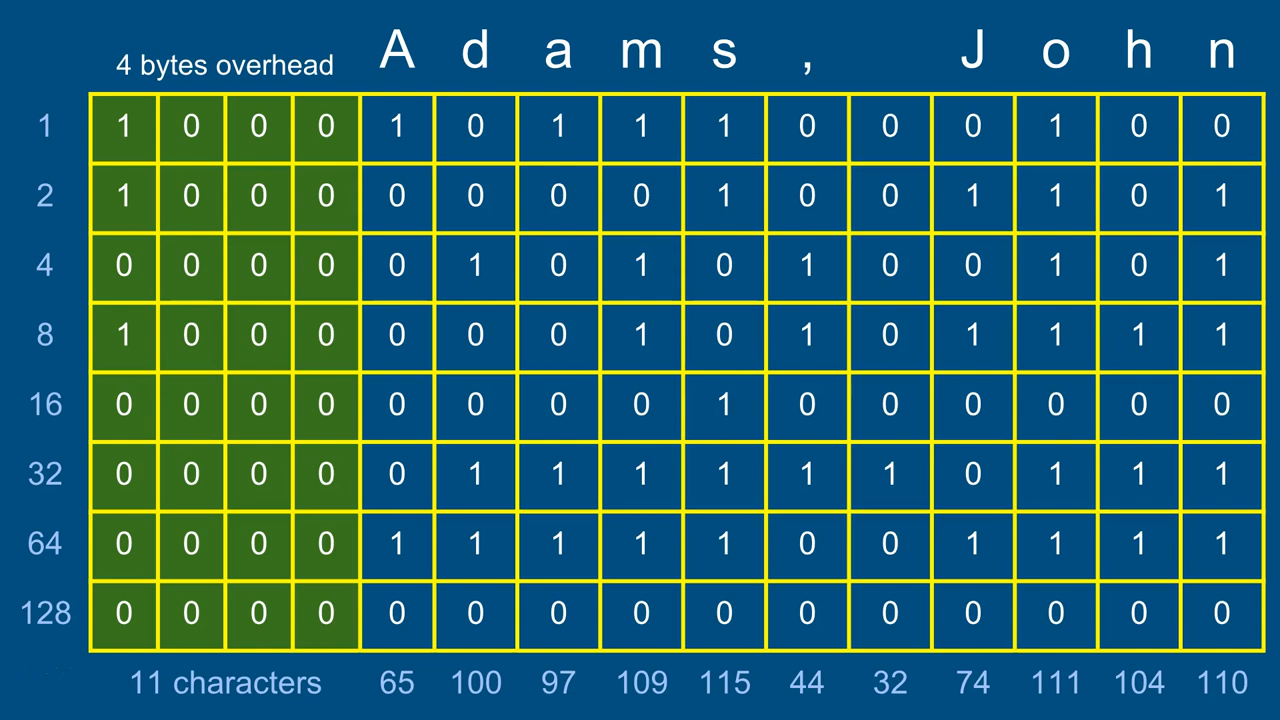 A d a m s , J o h n
4 bytes overhead
1 1 0 0 0 1 0 1 1 1 0 0 0 1 0 0
2 1 0 0 0 0 0 0 0 1 0 0 1 1 0 1
4 0 0 0 0 0 1 0 1 0 1 0 0 1 0 1
8 1 0 0 0 0 0 0 1 0 1 0 1 1 1 1
16 0 0 0 0 0 0 0 0 1 0 0 0 0 0 0
32 0 0 0 0 0 1 1 1 1 1 1 0 1 1 1
64 0 0 0 0 1 1 1 1 1 0 0 1 1 1 1
128 0 0 0 0 0 0 0 0 0 0 0 0 0 0 0
11 characters 65 100 97 109 115 44 32 74 111 104 110